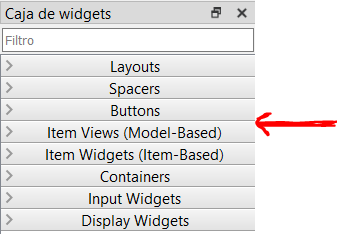 Caja de widgets
Filtro
Layouts
Spacers
Buttons
Item Views (Model-Based)
Item Widgets (Item-Based)
Containers
Input Widgets
Display Widgets